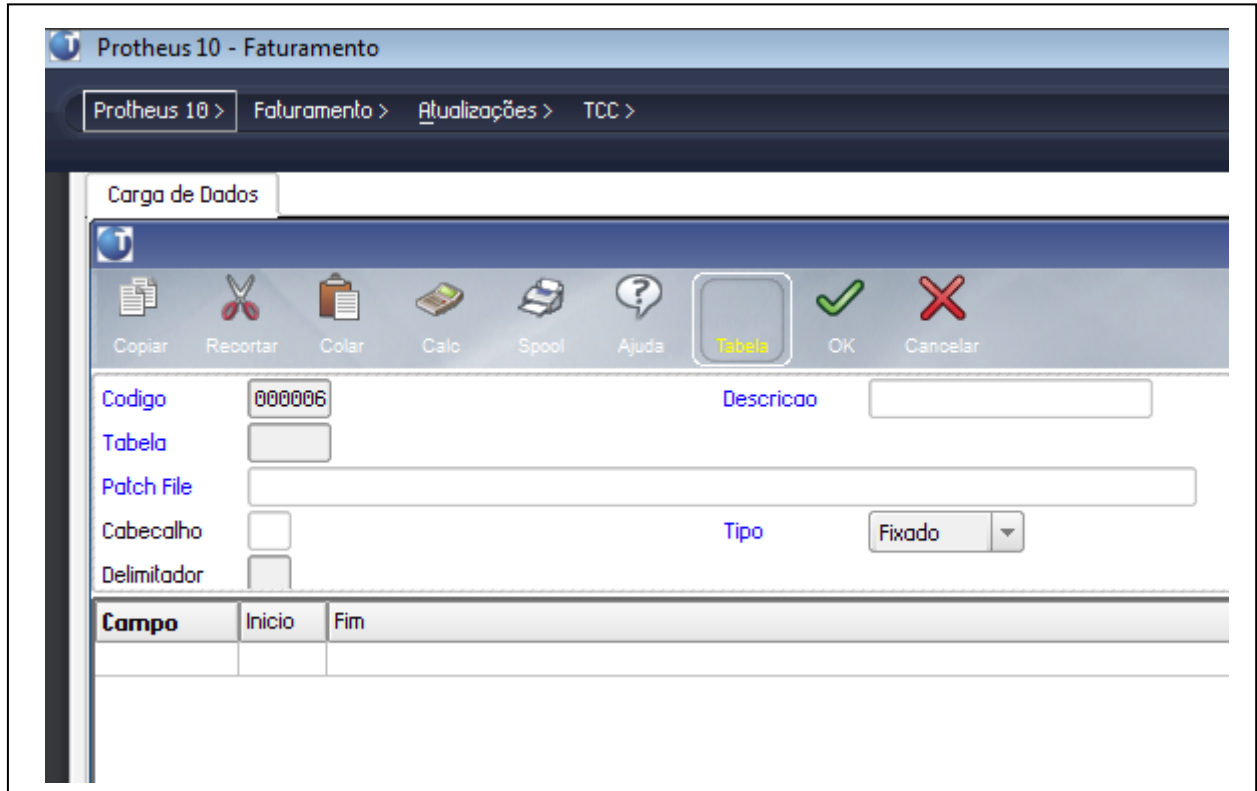 Protheus 10 - Faturamento
Protheus 10 > Faturamento > Atualizações > TCC >
Carga de Dados
Copiar Recortar Colar Calc Spool Ajuda Tabela OK Cancelar
Codigo 000006 Descricao
Tabela
Patch File
Cabecalho Tipo Fixado
Delimitador
Campo Inicio Fim